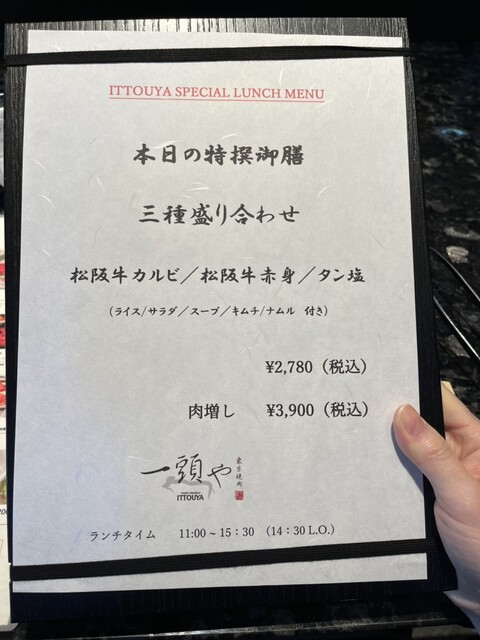 ITTOUYA SPECIAL LUNCH MENU
本日の特撰御膳
三種盛り合わせ
松阪牛カルビ／松阪牛赤身／タン塩
（ライス/サラダ／スープ／キムチ/ナムル 付き）
¥2,780（税込）
肉増し ¥3,900（税込）
一頭や
東京焼肉
ITTOUYA
ランチタイム 11:00 ~ 15：30 （14：30 L.O.）